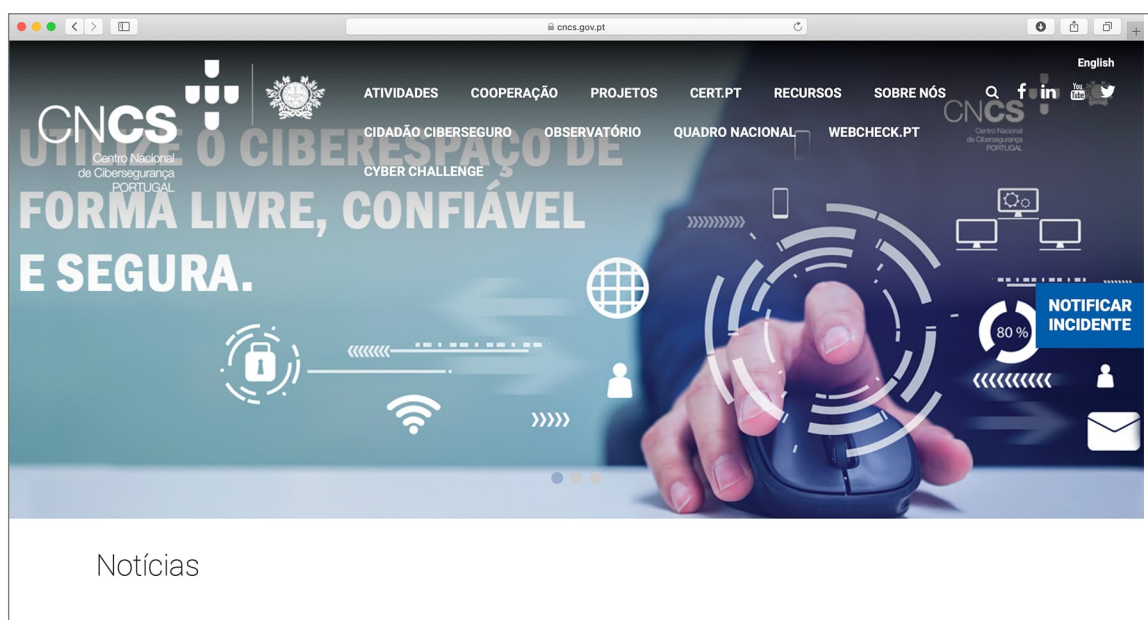 cncs.gov.pt
English
ATIVIDADES COOPERAÇÃO PROJETOS CERT.PT RECURSOS SOBRE NÓS
You
Tube
CIDADÃO CIBERSEGURO OBSERVATÓRIO QUADRO NACIONAL WEBCHECK.PT
CYBER CHALLENGE
CNCS
Centro Nacional
de Cibersegurança
PORTUGAL
CNCS
Centro Nacional
de Cibersegurança
PORTUGAL
UTILIZE O CIBERESPAÇO DE
FORMA LIVRE, CONFIÁVEL
E SEGURA.
NOTIFICAR
INCIDENTE
80 %
Notícias